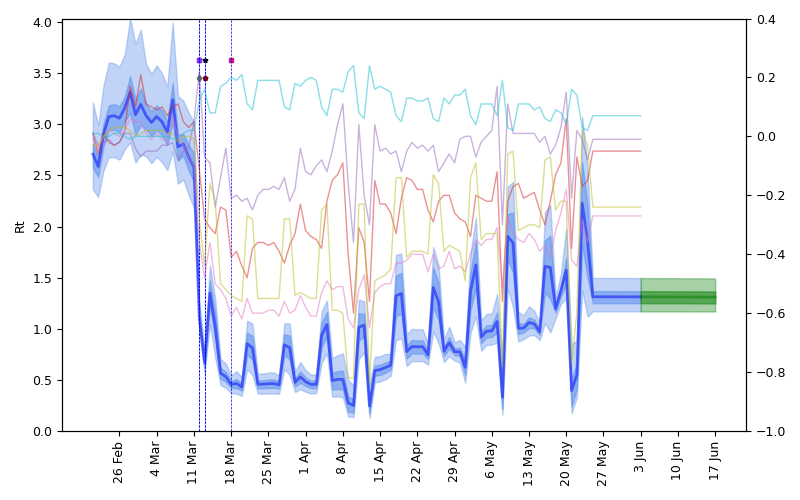 4.0
3.5
3.0
2.5
2.0
1.5
1.0
0.5
0.0
Rt
0.4
0.2
0.0
−0.2
−0.4
−0.6
−0.8
−1.0
26 Feb
4 Mar
11 Mar
18 Mar
25 Mar
1 Apr
8 Apr
15 Apr
22 Apr
29 Apr
6 May
13 May
20 May
27 May
3 Jun
10 Jun
17 Jun